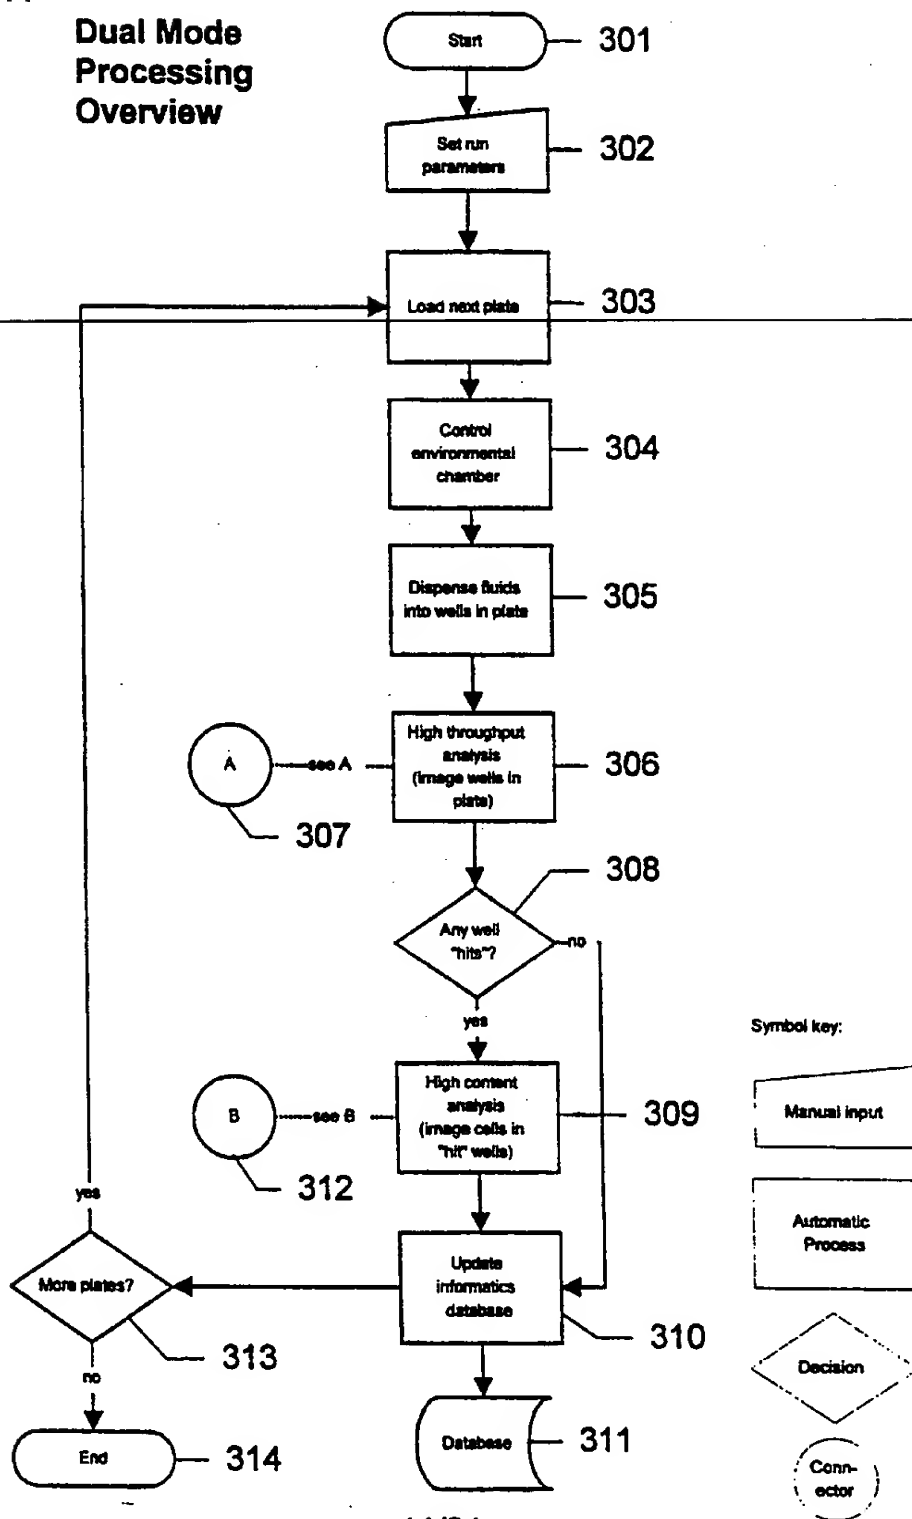 Dual Mode
Processing
Overview
Start
301
Set run
parameters
302
Load next plate
303
Control
environmental
chamber
304
Dispense fluids
into wells in plate
305
High throughput
analysis
(image wells in
plate)
306
A
see A
307
308
Any well
"hits"?
no
yes
High content
analysis
(image cells in
"hit" wells)
309
B
see B
312
Update
informatics
database
310
yes
More plates?
313
no
End
314
Database
311
Symbol key:
Manual input
Automatic
Process
Decision
Conn-
ector